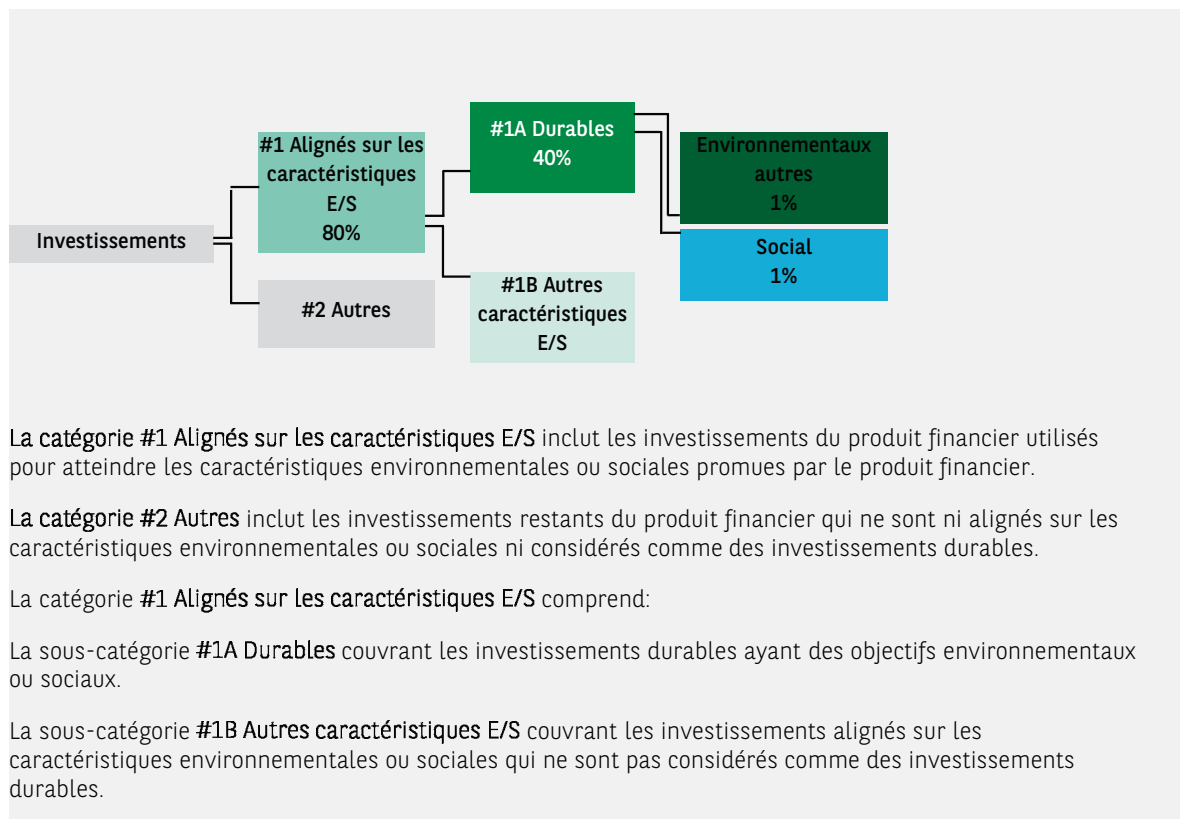 #1A Durables
40%
#1 Alignés sur les
caractéristiques
E/S
80%
Environnementaux
autres
1%
Investissements
Social
1%
#2 Autres
#1B Autres
caractéristiques
E/S
La catégorie #1 Alignés sur les caractéristiques E/S inclut les investissements du produit financier utilisés
pour atteindre les caractéristiques environnementales ou sociales promues par le produit financier.
La catégorie #2 Autres inclut les investissements restants du produit financier qui ne sont ni alignés sur les
caractéristiques environnementales ou sociales ni considérés comme des investissements durables.
La catégorie #1 Alignés sur les caractéristiques E/S comprend:
La sous-catégorie #1A Durables couvrant les investissements durables ayant des objectifs environnementaux
ou sociaux.
La sous-catégorie #1B Autres caractéristiques E/S couvrant les investissements alignés sur les
caractéristiques environnementales ou sociales qui ne sont pas considérés comme des investissements
durables.